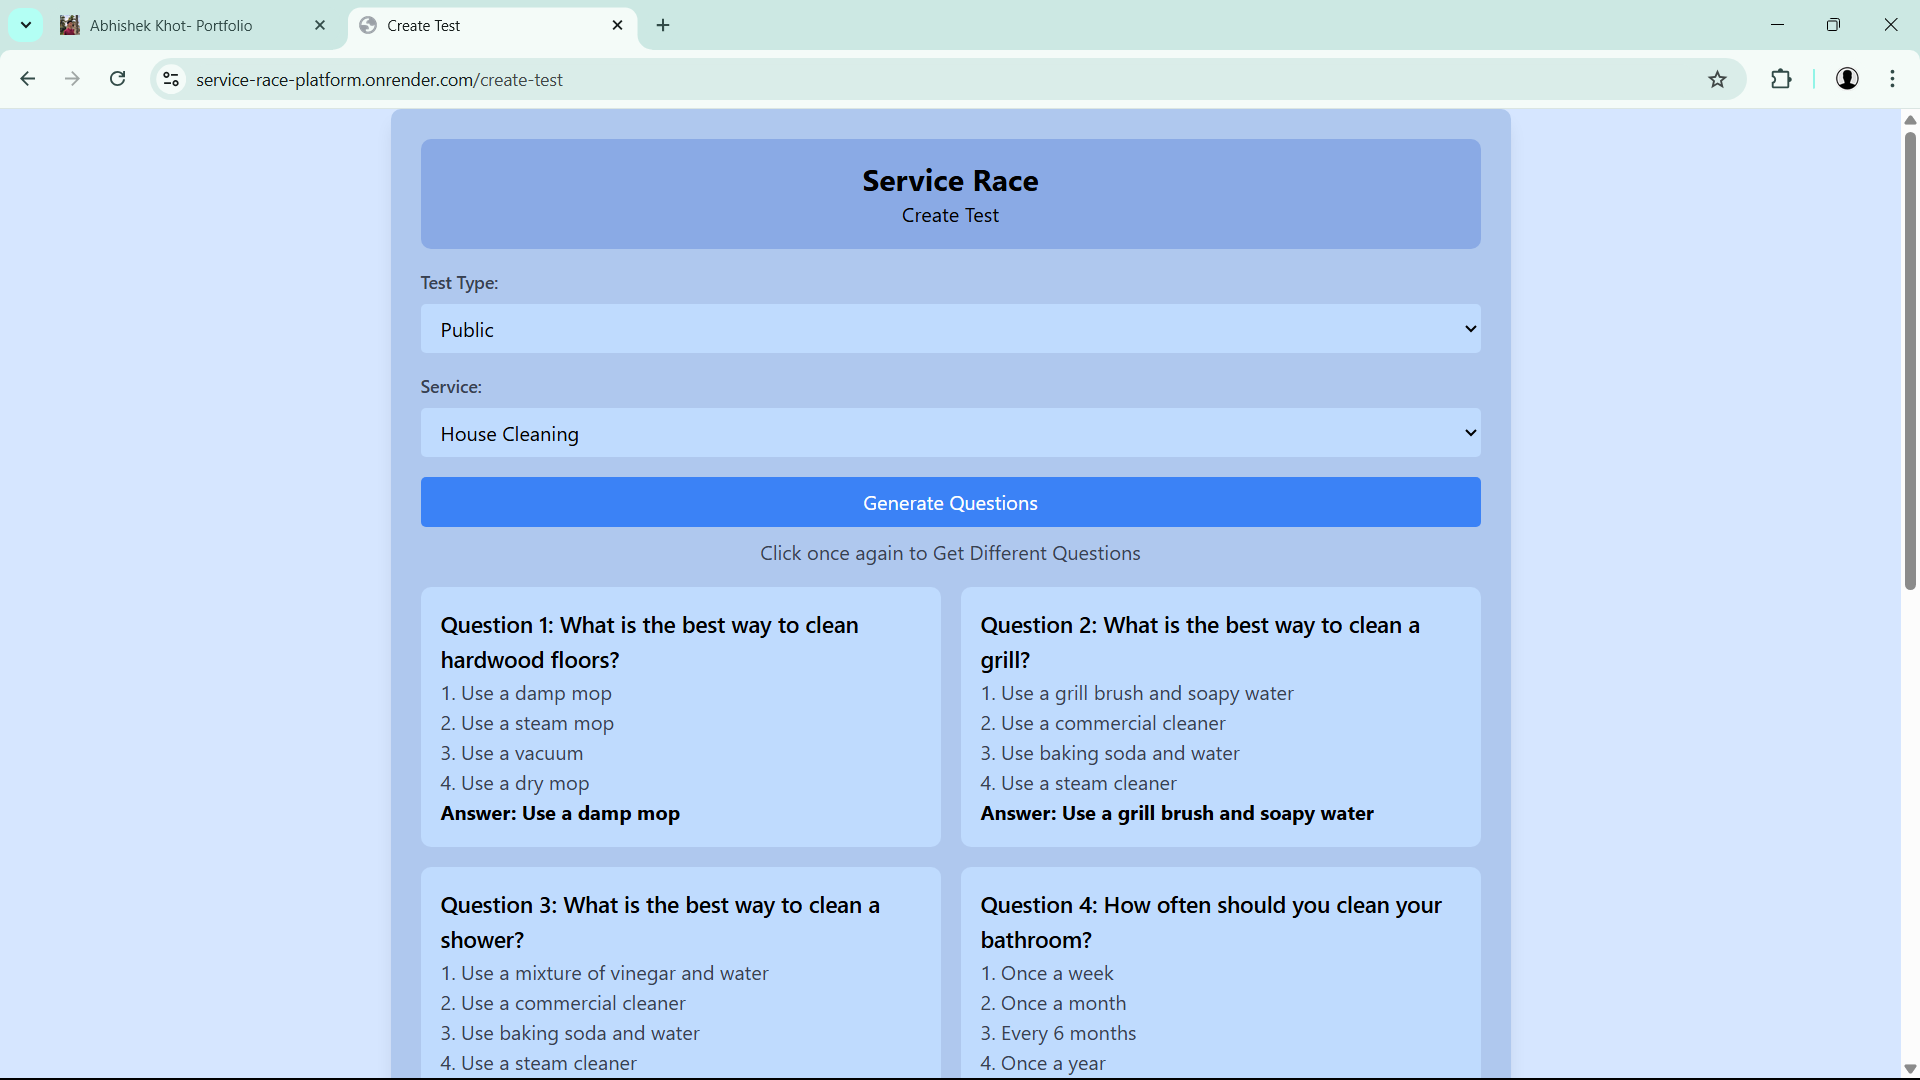 Abhishek Khot- Portfolio
Create Test
service-race-platform.onrender.com/create-test
Service Race
Create Test
Test Type:
Public
Service:
House Cleaning
Generate Questions
Click once again to Get Different Questions
Question 1: What is the best way to clean
hardwood floors?
1. Use a damp mop
2. Use a steam mop
3. Use a vacuum
4. Use a dry mop
Answer: Use a damp mop
Question 2: What is the best way to clean a
grill?
1. Use a grill brush and soapy water
2. Use a commercial cleaner
3. Use baking soda and water
4. Use a steam cleaner
Answer: Use a grill brush and soapy water
Question 3: What is the best way to clean a
shower?
1. Use a mixture of vinegar and water
2. Use a commercial cleaner
3. Use baking soda and water
4. Use a steam cleaner
Question 4: How often should you clean your
bathroom?
1. Once a week
2. Once a month
3. Every 6 months
4. Once a year